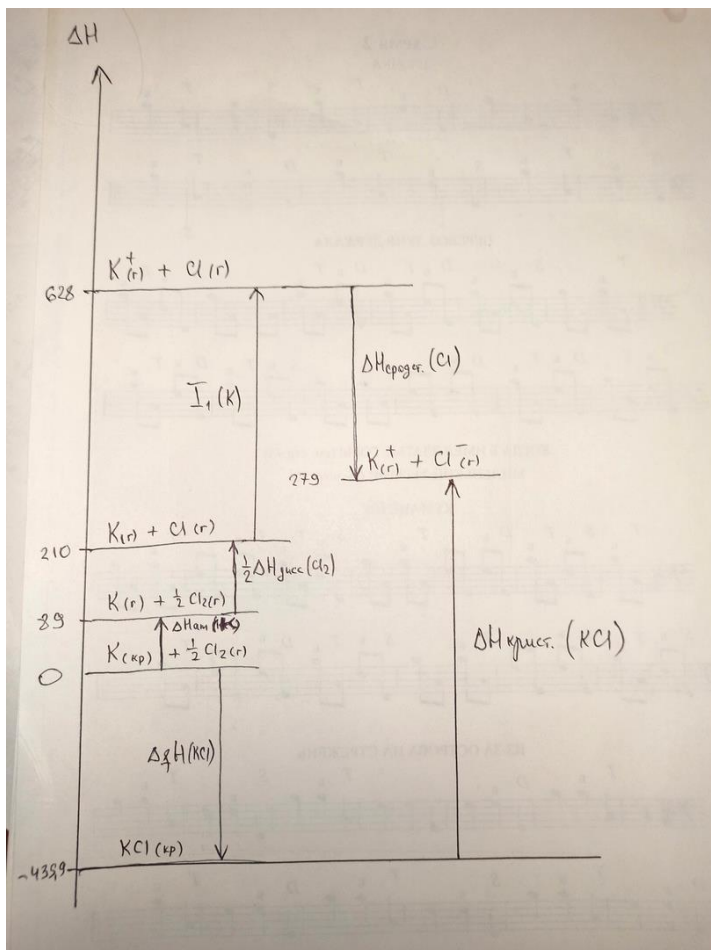 ΔH
K⁺(г) + Cl(г)
628
ΔHсродст.(Cl)
I₁(K)
K⁺(г) + Cl⁻(г)
279
K(г) + Cl(г)
210
½ΔHдисс(Cl₂)
K(г) + ½Cl₂(г)
89
ΔHат
K(кр) + ½Cl₂(г)
0
ΔHкрист.(KCl)
ΔfH(KCl)
KCl(кр)
-435,9